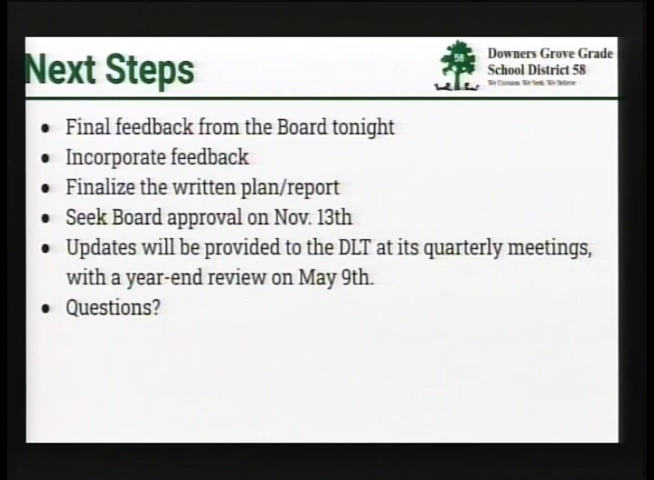 Next Steps
58
Downers Grove Grade
School District 58
• Final feedback from the Board tonight
• Incorporate feedback
• Finalize the written plan/report
• Seek Board approval on Nov. 13th
• Updates will be provided to the DLT at its quarterly meetings,
with a year-end review on May 9th.
• Questions?